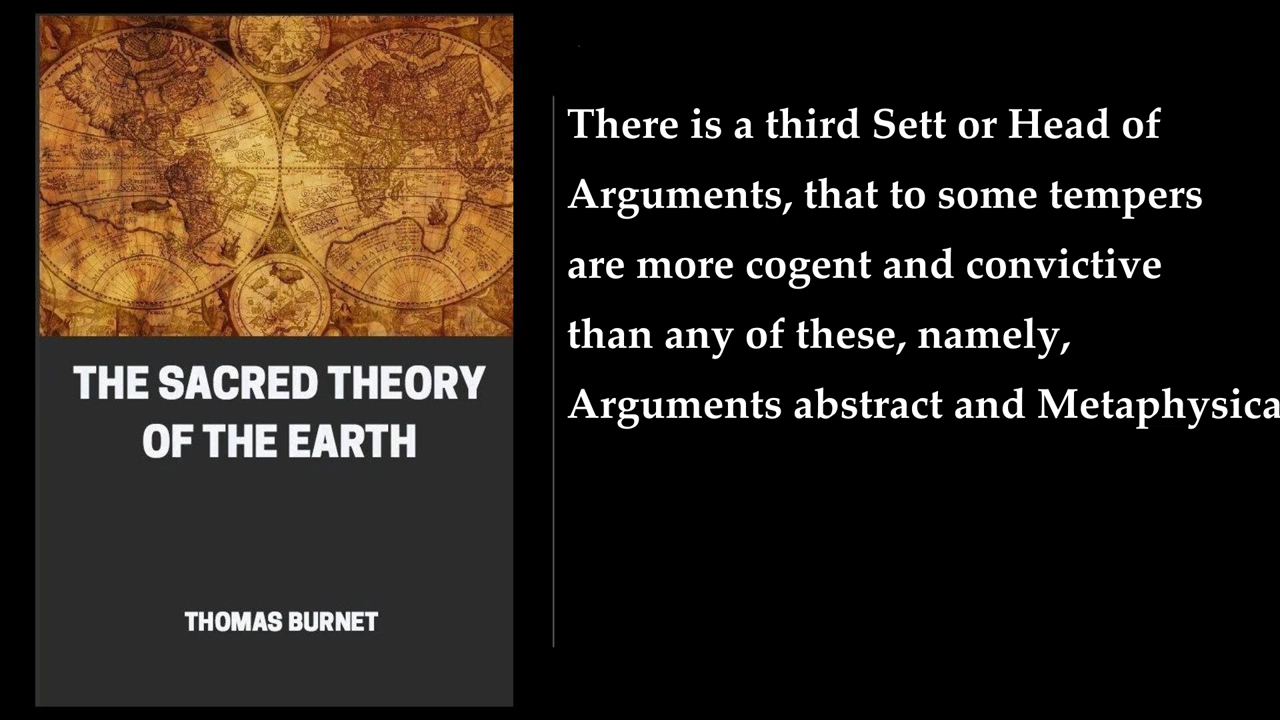 THE SACRED THEORY
OF THE EARTH
THOMAS BURNET
There is a third Sett or Head of
Arguments, that to some tempers
are more cogent and convictive
than any of these, namely,
Arguments abstract and Metaphysica